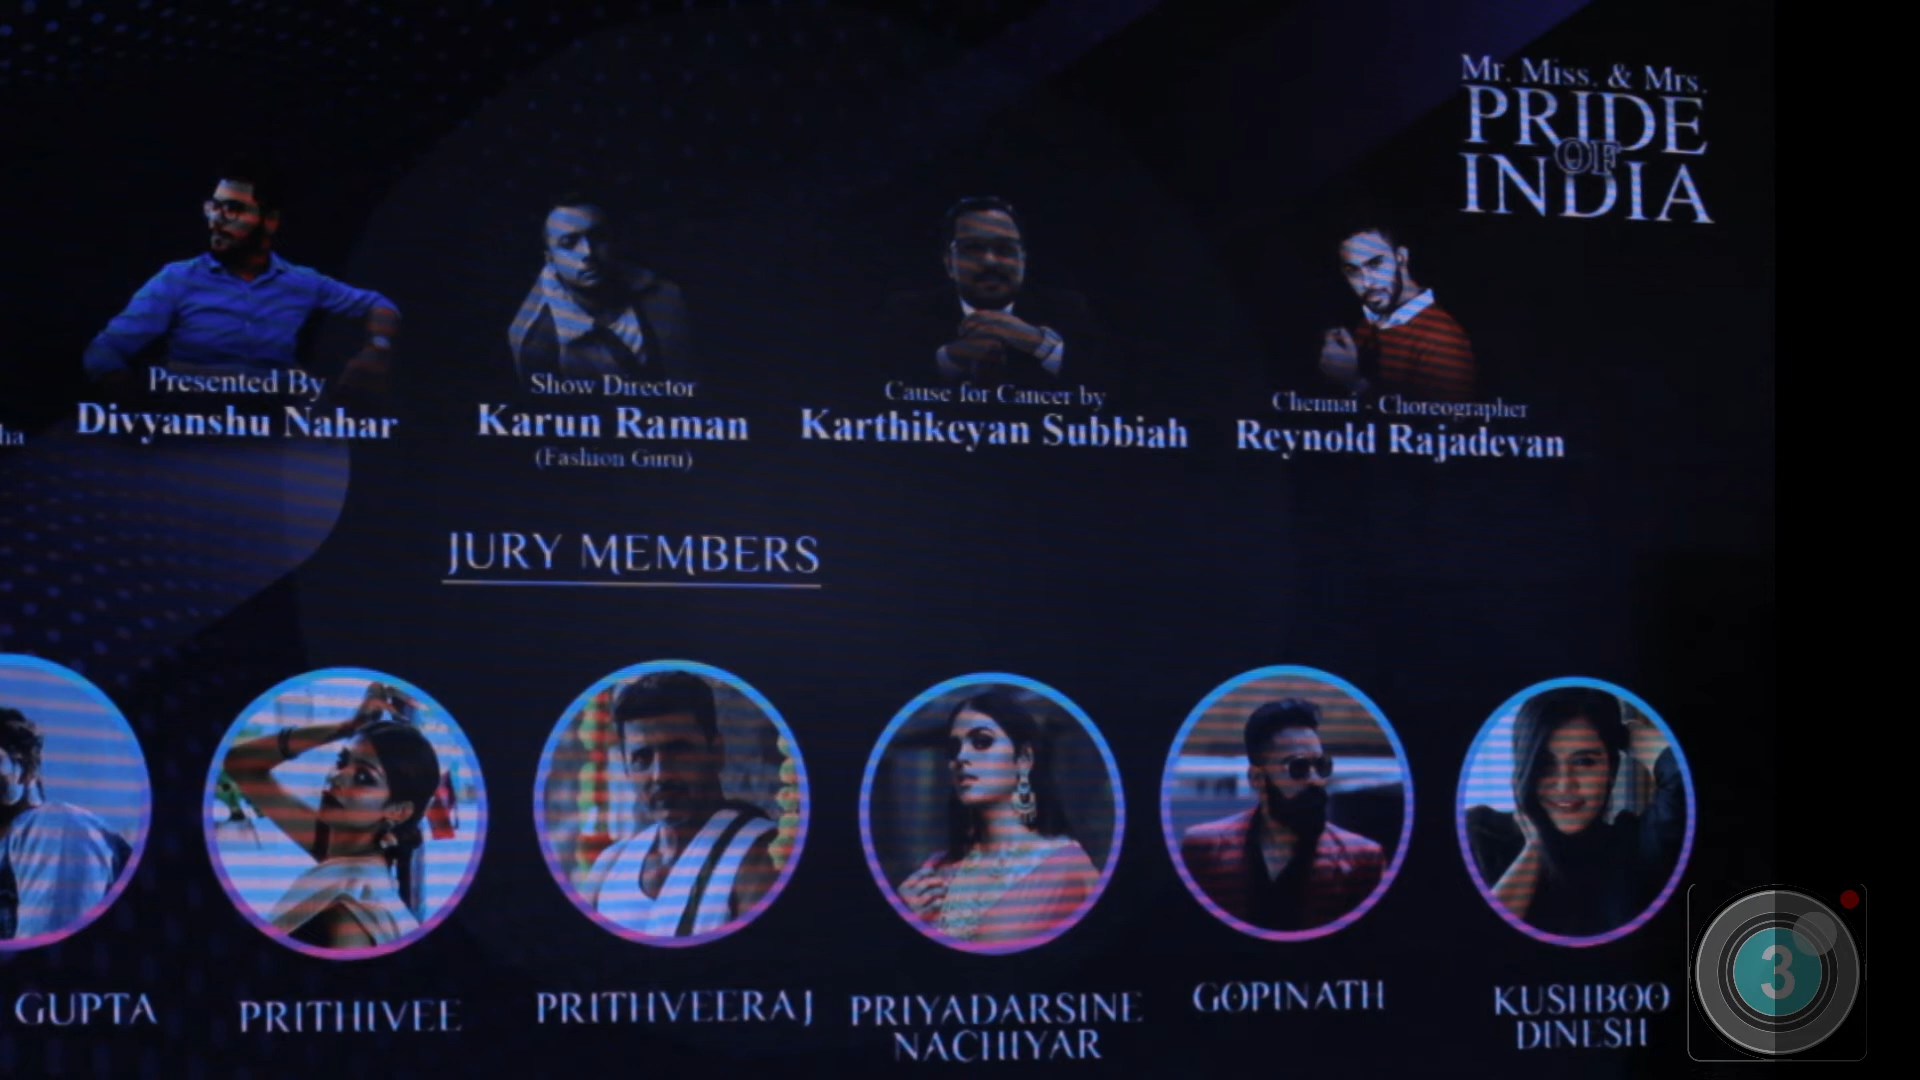 Mr. Miss. & Mrs.
PRIDE
OF
INDIA
Presented By
Divyanshu Nahar
Show Director
Karun Raman
(Fashion Guru)
Cause for Cancer by
Karthikeyan Subbiah
Chennai - Choreographer
Reynold Rajadevan
JURY MEMBERS
GUPTA
PRITHIVEE
PRITHVEERAJ
PRIYADARSINE
NACHIYAR
GOPINATH
KUSHBOO
DINESH
3